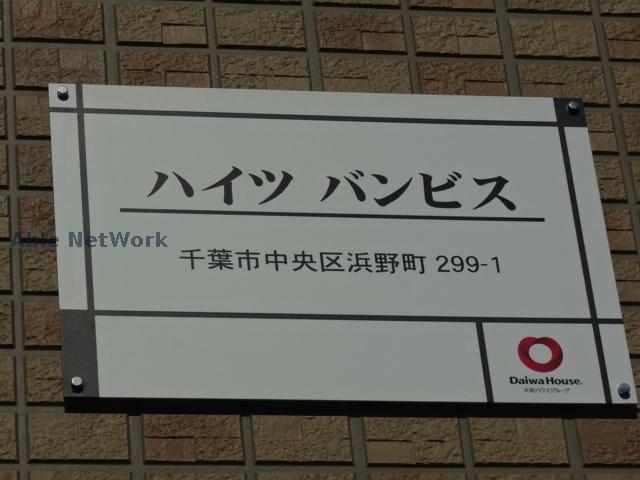 ハイツ バンビス
Able NetWork
千葉市中央区浜野町 299-1
Daiwa House®
大和ハウスグループ